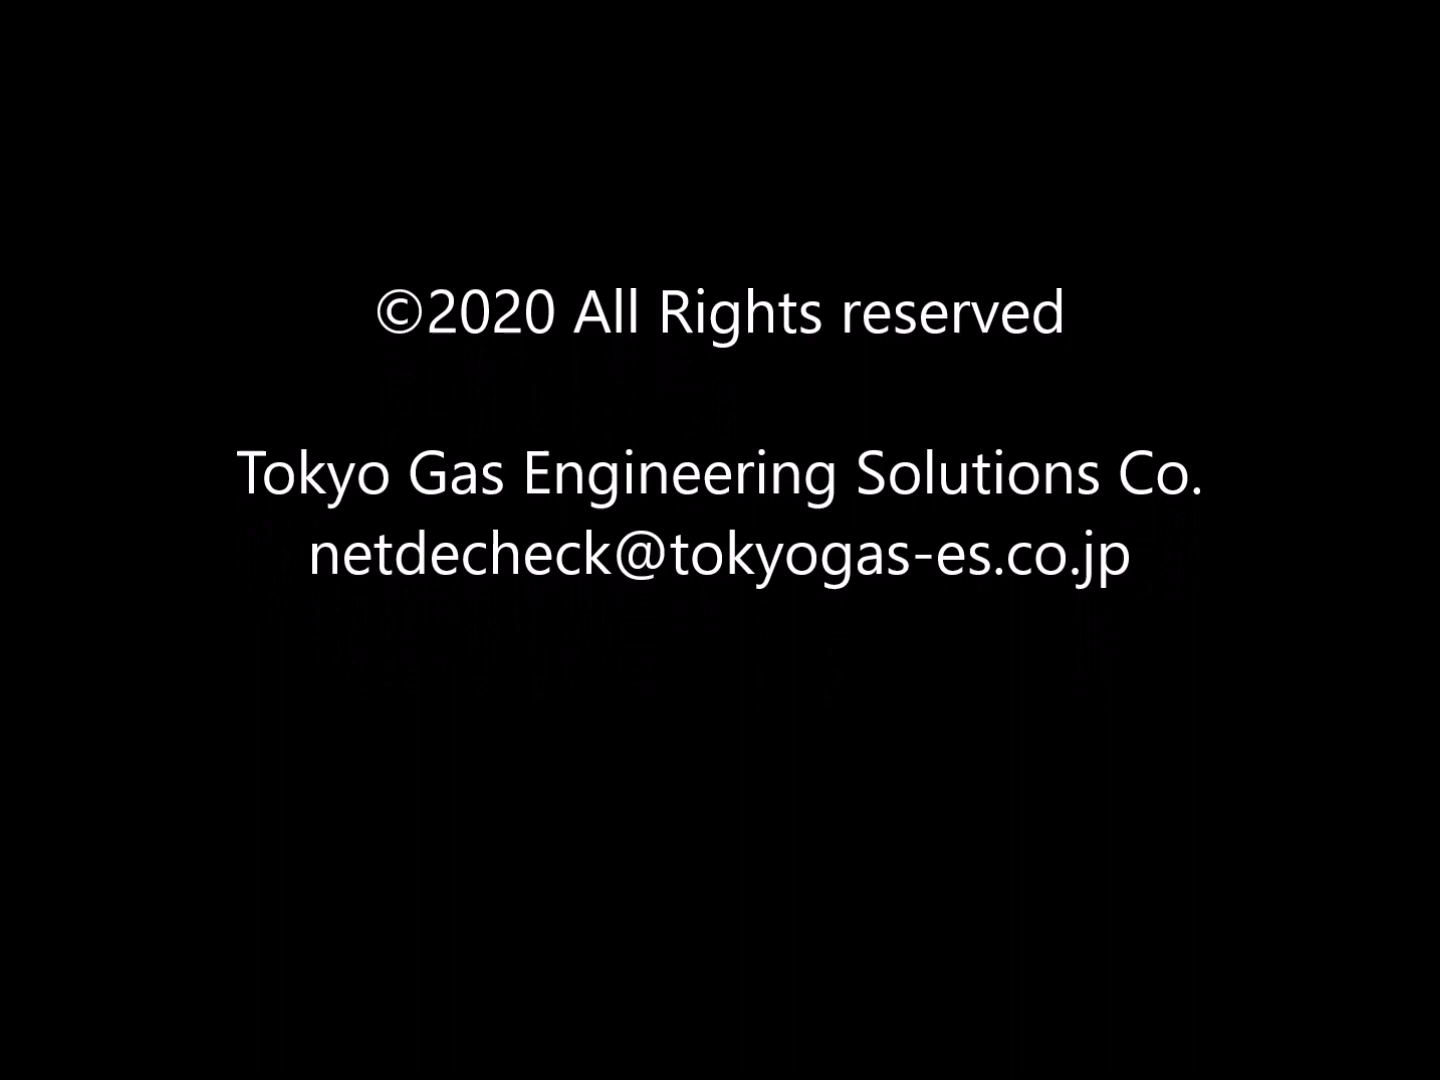 ©2020 All Rights reserved
Tokyo Gas Engineering Solutions Co.
netdecheck@tokyogas-es.co.jp